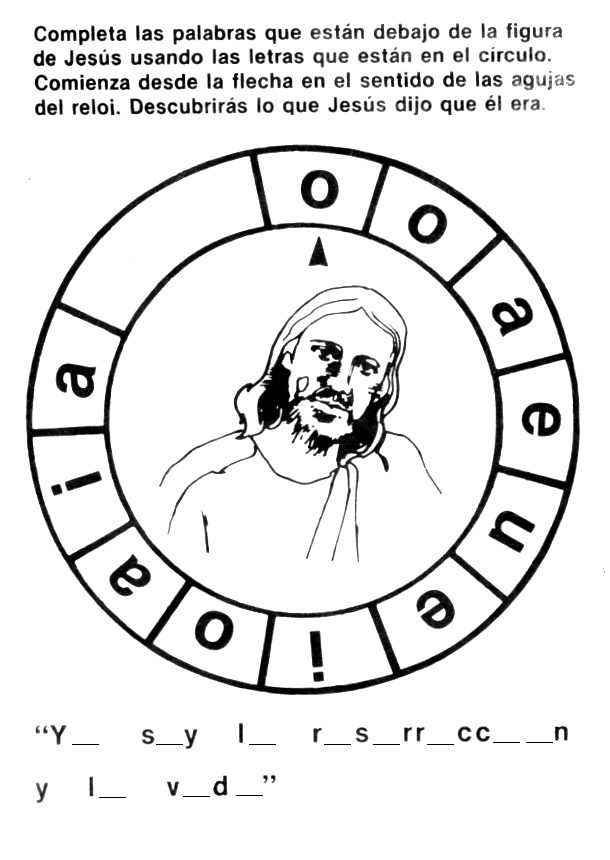 Completa las palabras que están debajo de la figura
de Jesús usando las letras que están en el círculo.
Comienza desde la flecha en el sentido de las agujas
del reloj. Descubrirás lo que Jesús dijo que él era.
o o a e u e i o a i a
“Y__ s__y l__ r__s__rr__cc__ __n
y l__ v__d__”